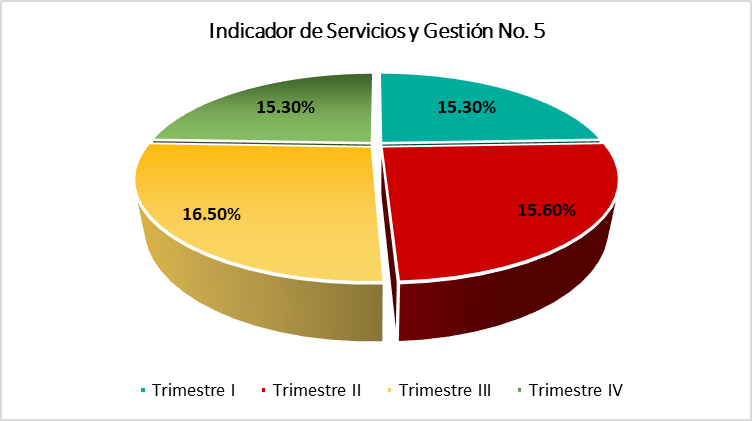 Indicador de Servicios y Gestión No. 5
15.30% 15.30%
16.50% 15.60%
Trimestre I Trimestre II Trimestre III Trimestre IV